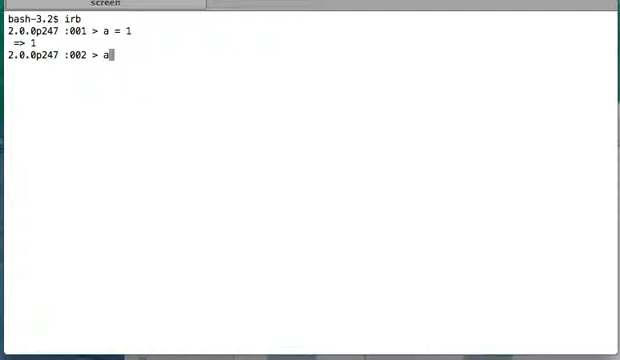 screen
bash-3.2$ irb
2.0.0p247 :001 > a = 1
 => 1
2.0.0p247 :002 > a